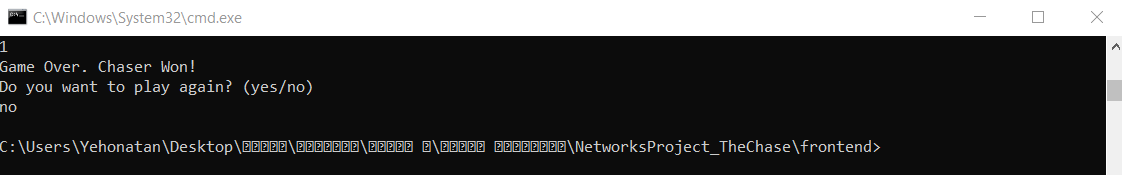 C:\Windows\System32\cmd.exe
1
Game Over. Chaser Won!
Do you want to play again? (yes/no)
no
C:\Users\Yehonatan\Desktop\\\\\NetworksProject_TheChase\frontend>